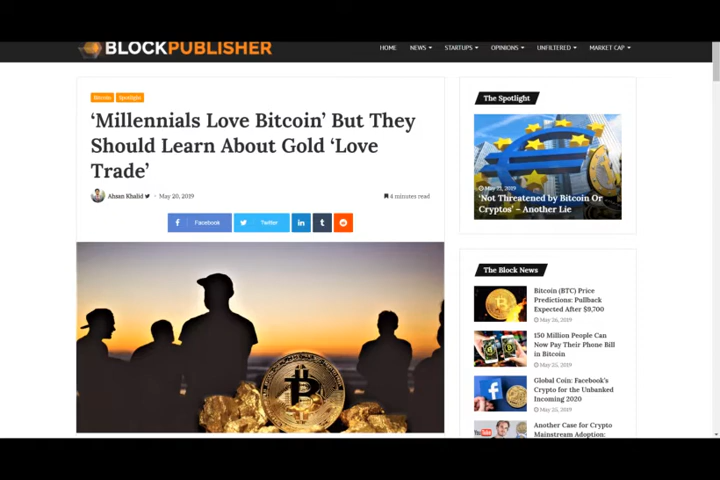 BLOCKPUBLISHER
HOME NEWS STARTUPS OPINIONS UNFILTERED MARKET CAP
Bitcoin Spotlight
‘Millennials Love Bitcoin’ But They
Should Learn About Gold ‘Love
Trade’
Ahsan Khalid May 20, 2019 4 minutes read
Facebook Twitter
The Spotlight
May 21, 2019
‘Not Threatened by Bitcoin Or
Cryptos’ – Another Lie
The Block News
Bitcoin (BTC) Price
Predictions: Pullback
Expected After $9,700
May 26, 2019
150 Million People Can
Now Pay Their Phone Bill
in Bitcoin
May 25, 2019
Global Coin: Facebook's
Crypto for the Unbanked
Incoming 2020
May 25, 2019
Another Case for Crypto
Mainstream Adoption: